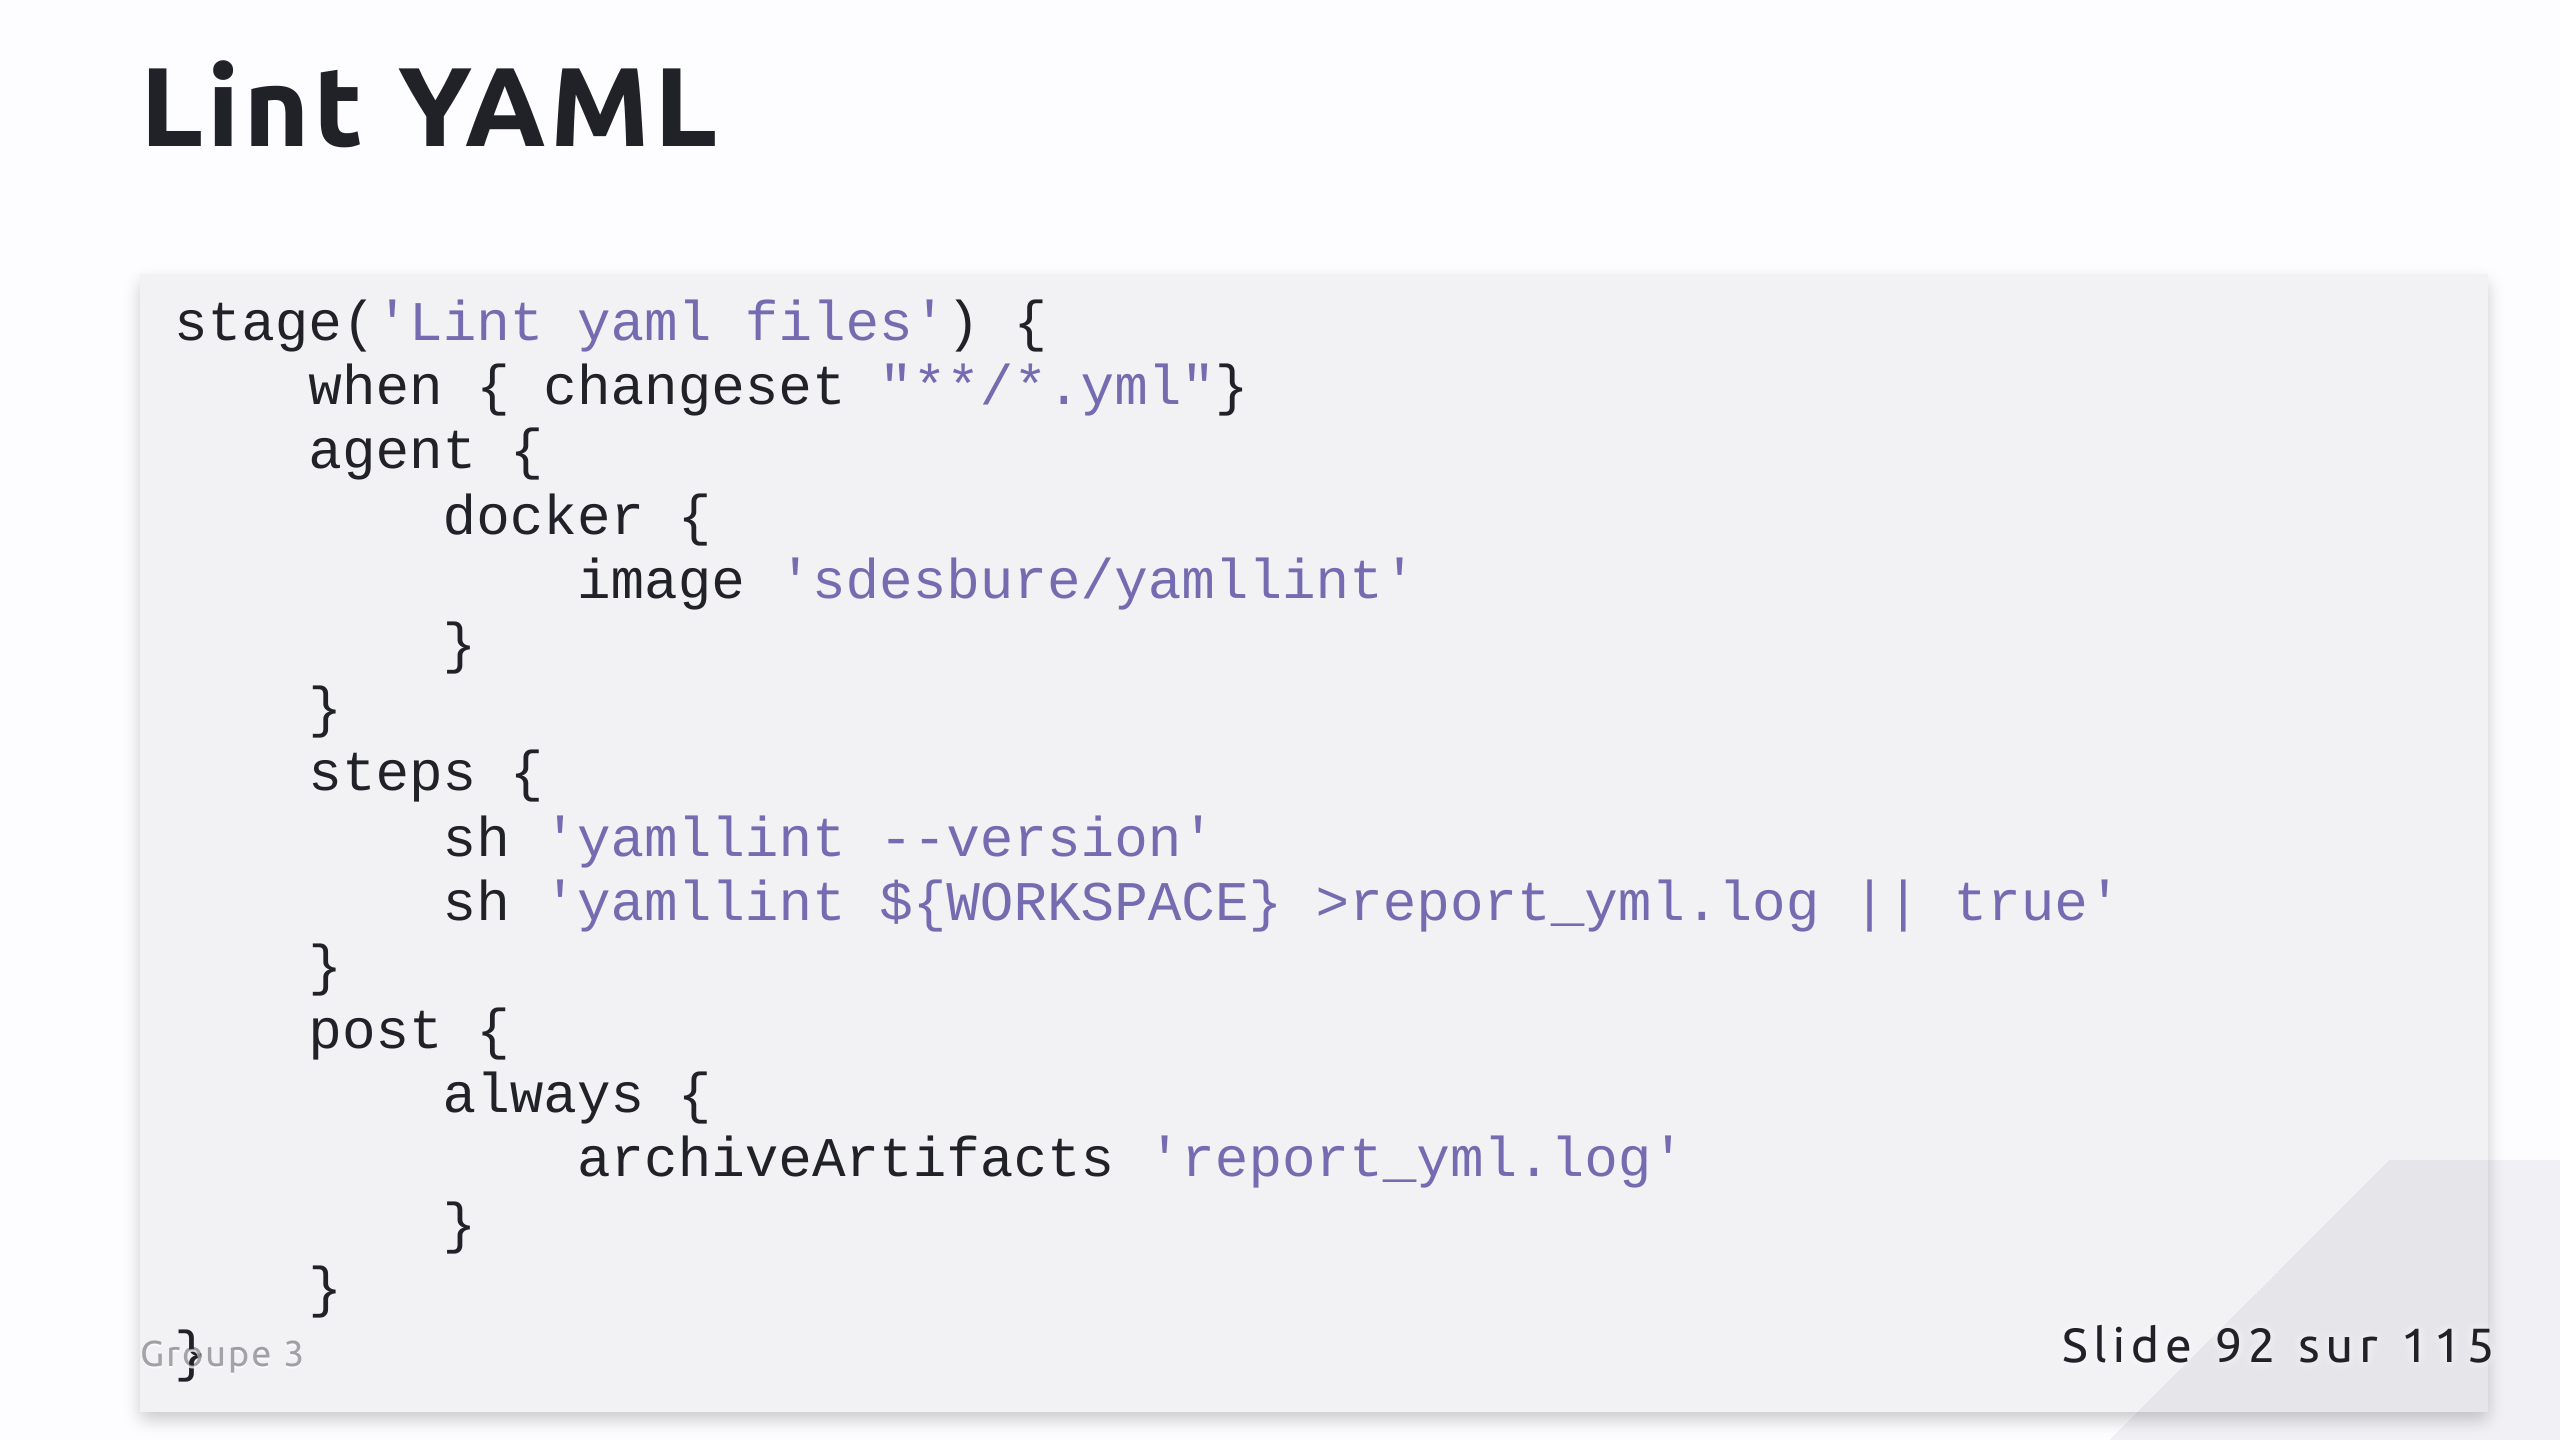 Lint YAML
stage('Lint yaml files') {
    when { changeset "**/*.yml"}
    agent {
        docker {
            image 'sdesbure/yamllint'
        }
    }
    steps {
        sh 'yamllint --version'
        sh 'yamllint ${WORKSPACE} >report_yml.log || true'
    }
    post {
        always {
            archiveArtifacts 'report_yml.log'
        }
    }
}
Groupe 3
Slide 92 sur 115